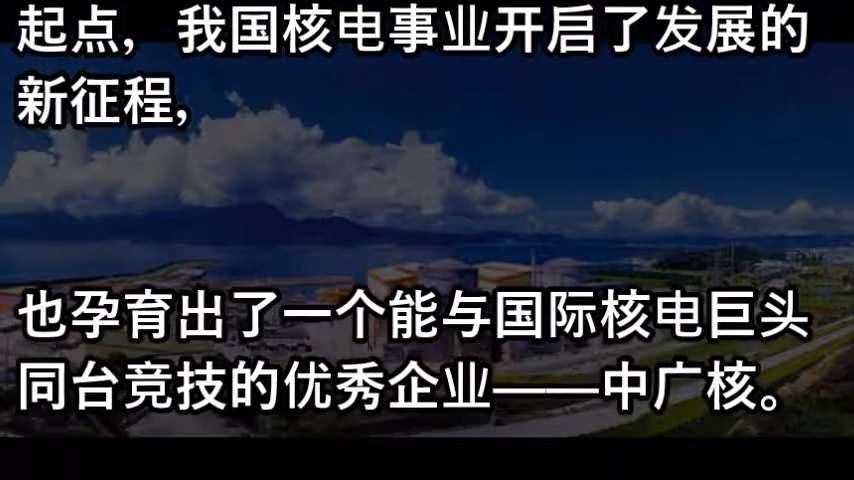 起点,我国核电事业开启了发展的
新征程,
也孕育出了一个能与国际核电巨头
同台竞技的优秀企业——中广核。